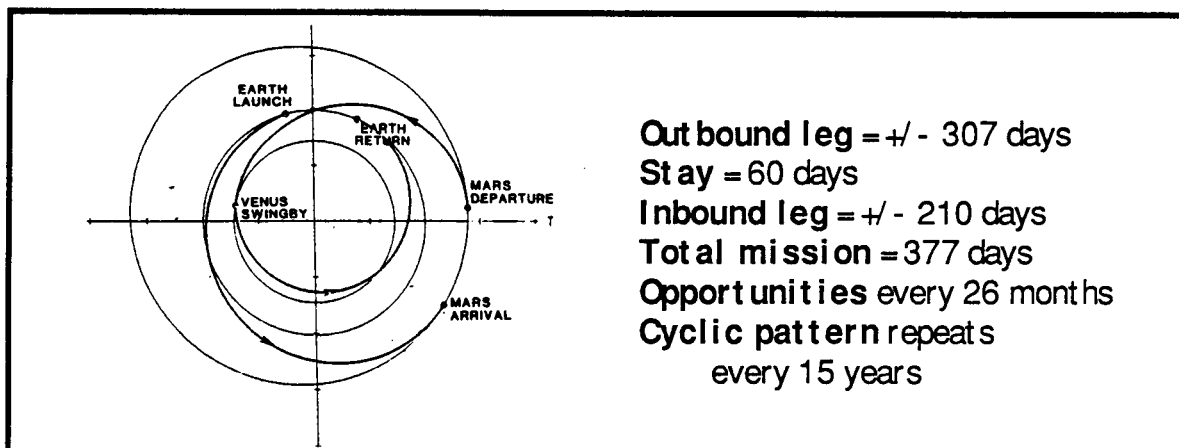 EARTH
LAUNCH
EARTH
RETURN
VENUS
SWINGBY
MARS
DEPARTURE
MARS
ARRIVAL
Outbound leg = +/- 307 days
Stay = 60 days
Inbound leg = +/- 210 days
Total mission = 377 days
Opportunities every 26 months
Cyclic pattern repeats
every 15 years